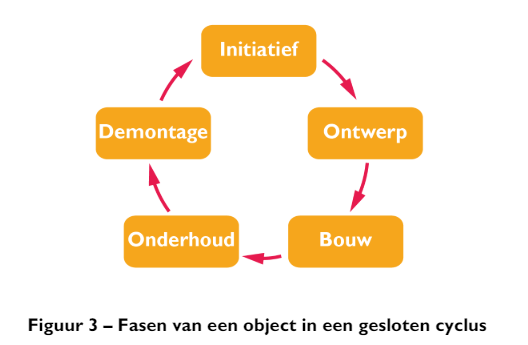 Initiatief
Demontage
Ontwerp
Onderhoud
Bouw
Figuur 3 – Fasen van een object in een gesloten cyclus